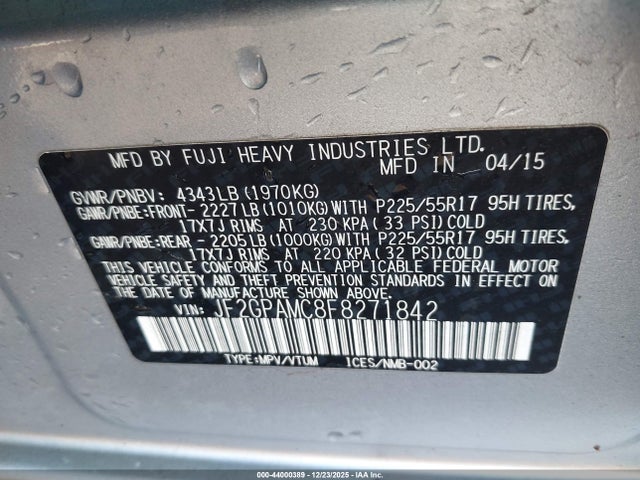 MFD BY FUJI HEAVY INDUSTRIES LTD.
MFD IN 04/15
GVWR/PNBV: 4343LB(1970KG)
GAWR/PNBE:FRONT- 2227LB(1010KG)WITH P225/55R17 95H TIRES,
17X7J RIMS AT 230 KPA(33 PSI)COLD
GAWR/PNBE:REAR - 2205LB(1000KG)WITH P225/55R17 95H TIRES,
17X7J RIMS AT 220 KPA(32 PSI)COLD
THIS VEHICLE CONFORMS TO ALL APPLICABLE FEDERAL MOTOR
VEHICLE SAFETY AND THEFT PREVENTION STANDARDS IN EFFECT
ON THE DATE OF MANUFACTURE SHOWN ABOVE.
VIN: JF2GPAMC8F8271842
TYPE:MPV/VTUM ICES/NMB-002
000-44000389 - 12/23/2025 - IAA Inc.